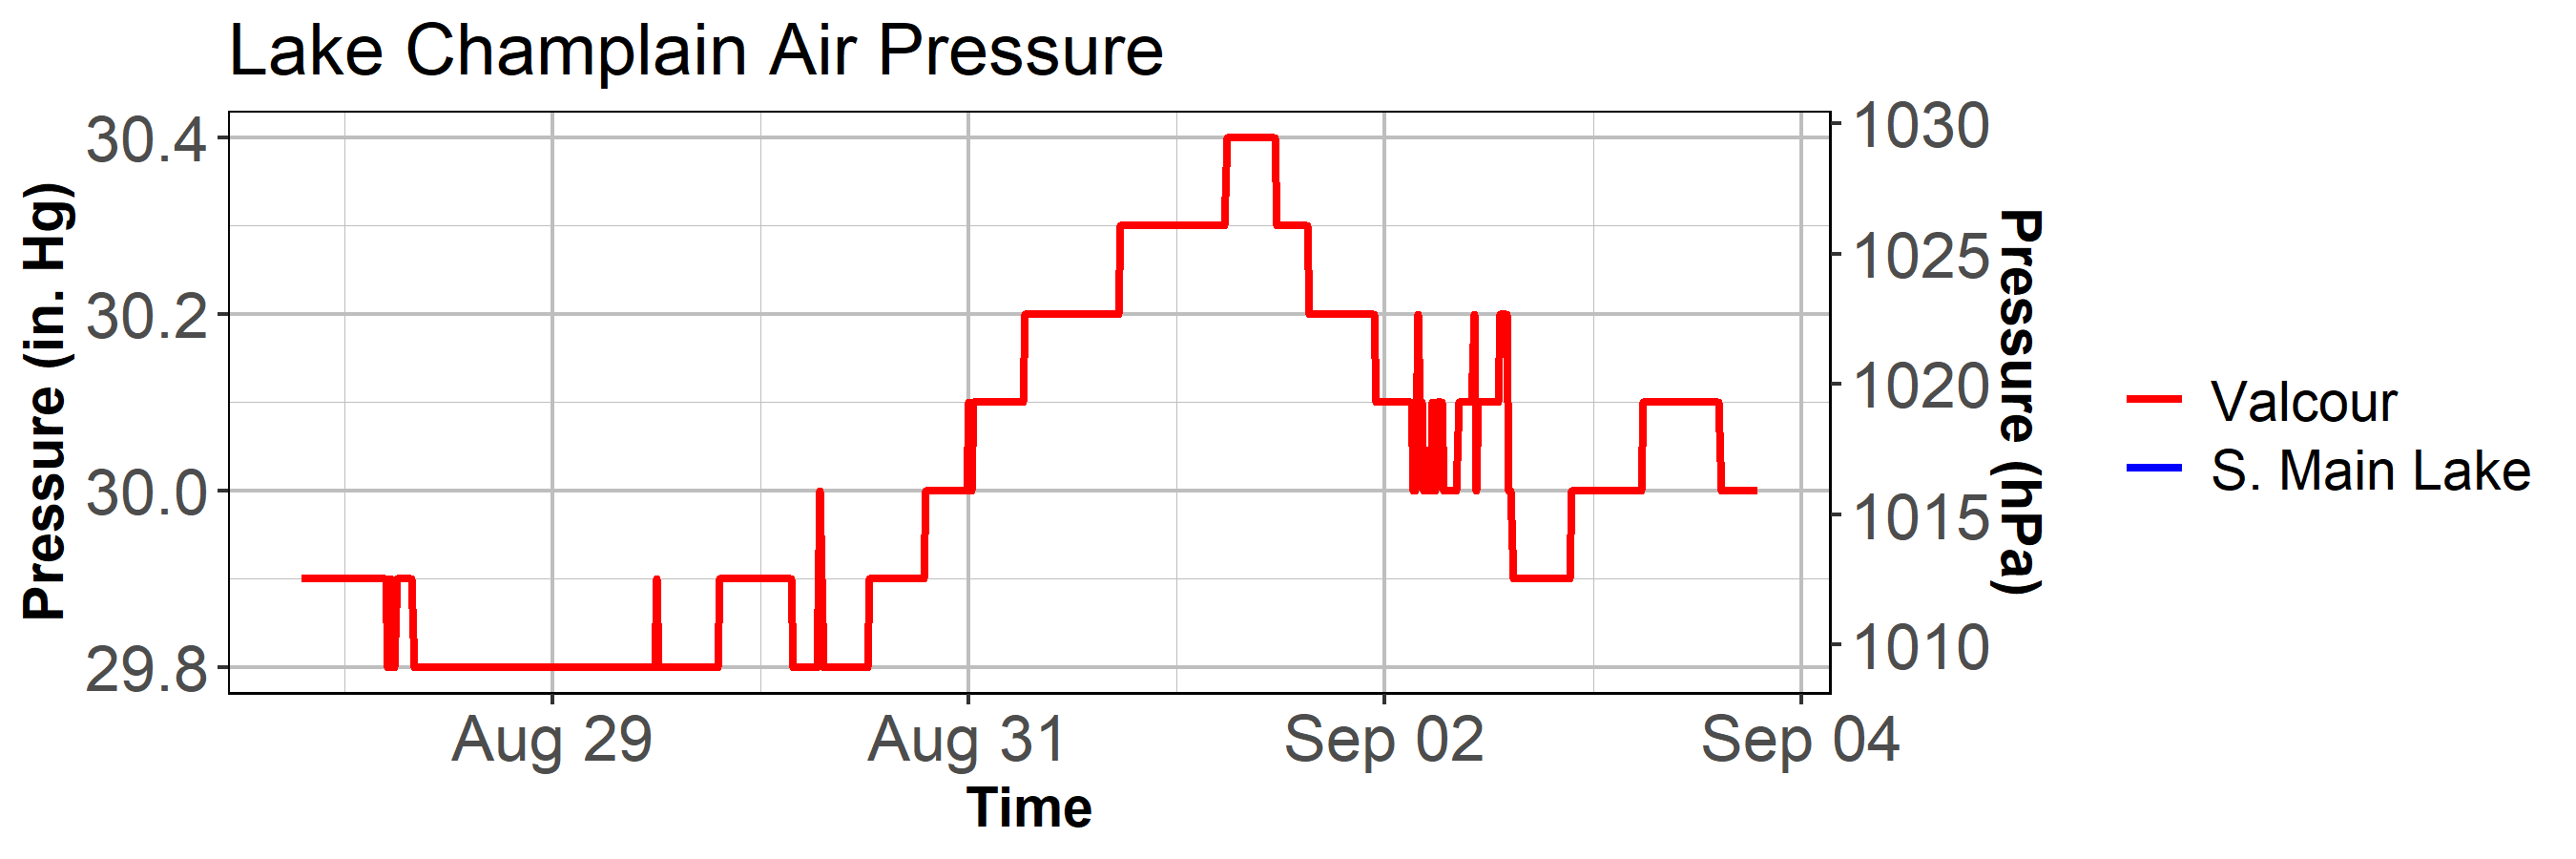 Lake Champlain Air Pressure
Pressure (in. Hg)
30.4
30.2
30.0
29.8
1030
1025
1020
1015
1010
Pressure (hPa)
Aug 29
Aug 31
Sep 02
Sep 04
Time
Valcour
S. Main Lake